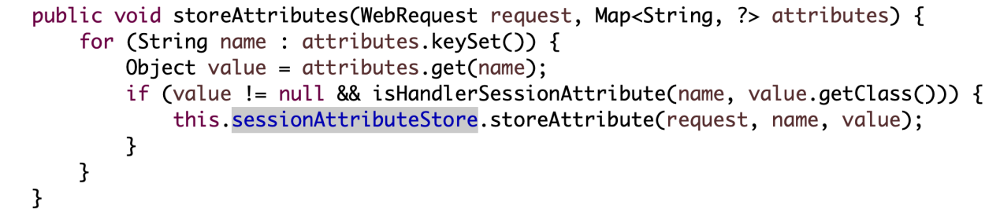 public void storeAttributes(WebRequest request, Map<String, ?> attributes) {
for (String name : attributes.keySet()) {
Object value = attributes.get(name);
if (value != null && isHandlerSessionAttribute(name, value.getClass())) {
this.sessionAttributeStore.storeAttribute(request, name, value);
}
}
}